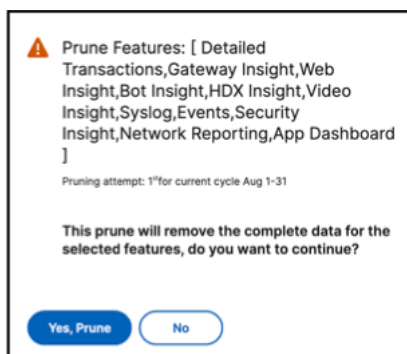 Prune Features: [ Detailed
Transactions,Gateway Insight,Web
Insight,Bot Insight,HDX Insight,Video
Insight,Syslog,Events,Security
Insight,Network Reporting,App Dashboard
]
Pruning attempt: 1st for current cycle Aug 1-31
This prune will remove the complete data for the
selected features, do you want to continue?
Yes, Prune
No